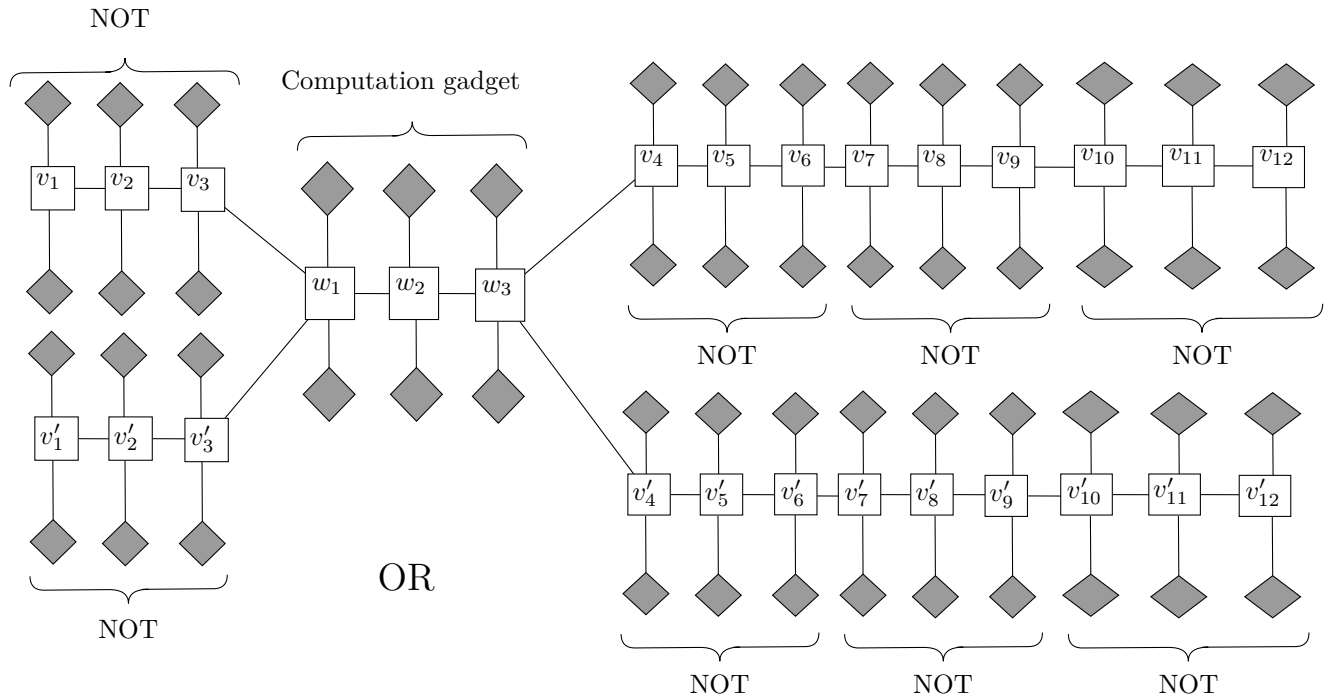 NOT
Computation gadget
v₁ v₂ v₃
v₄ v₅ v₆ v₇ v₈ v₉ v₁₀ v₁₁ v₁₂
w₁ w₂ w₃
NOT NOT NOT
v′₁ v′₂ v′₃
v′₄ v′₅ v′₆ v′₇ v′₈ v′₉ v′₁₀ v′₁₁ v′₁₂
OR
NOT
NOT NOT NOT